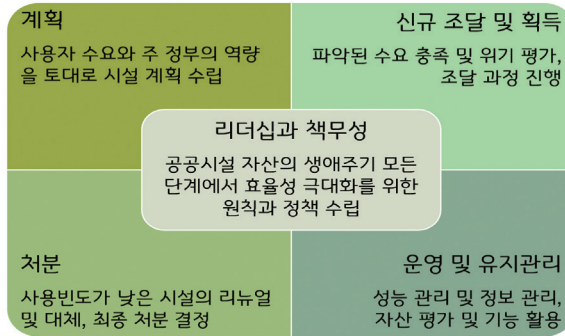 계획
사용자 수요와 주 정부의 역량
을 토대로 시설 계획 수립
신규 조달 및 획득
파악된 수요 충족 및 위기 평가,
조달 과정 진행
리더십과 책무성
공공시설 자산의 생애주기 모든
단계에서 효율성 극대화를 위한
원칙과 정책 수립
처분
사용빈도가 낮은 시설의 리뉴얼
및 대체, 최종 처분 결정
운영 및 유지관리
성능 관리 및 정보 관리,
자산 평가 및 기능 활용